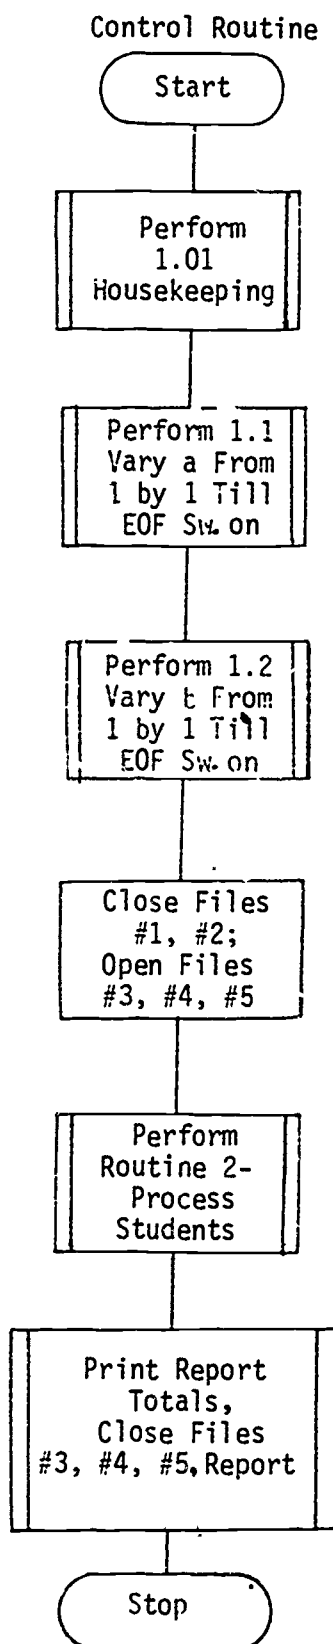 Control Routine
Start
Perform
1.01
Housekeeping
Perform 1.1
Vary a From
1 by 1 Till
EOF Sw. on
Perform 1.2
Vary t From
1 by 1 Till
EOF Sw. on
Close Files
#1, #2;
Open Files
#3, #4, #5
Perform
Routine 2-
Process
Students
Print Report
Totals,
Close Files
#3, #4, #5, Report
Stop